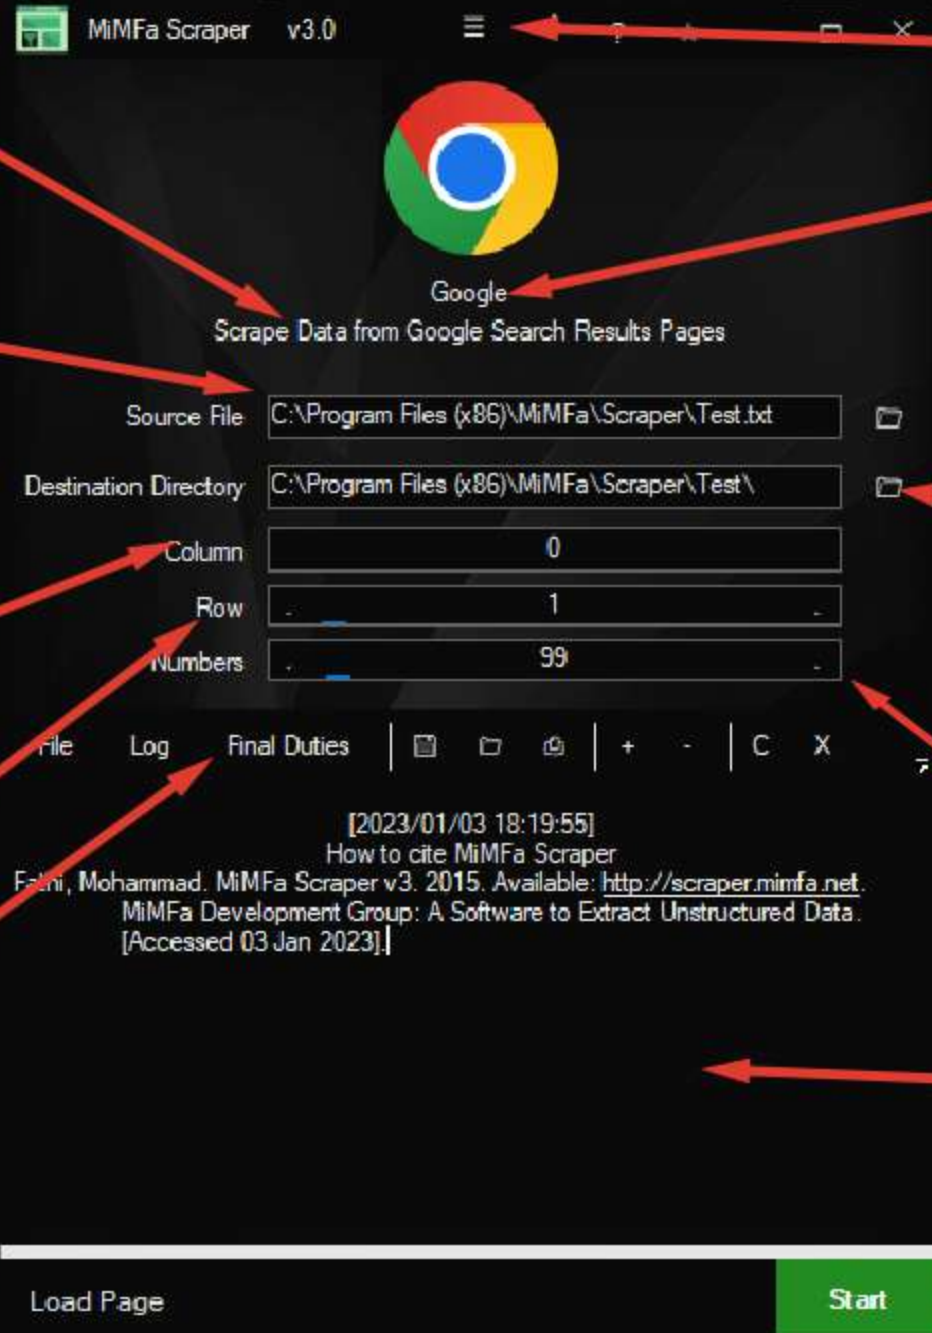 MiMFa Scraper v3.0
?
Google
Scrape Data from Google Search Results Pages
Source File C:\Program Files (x86)\MiMFa\Scraper\Test.txt
Destination Directory C:\Program Files (x86)\MiMFa\Scraper\Test\
Column 0
Row 1
Numbers 99
File Log Final Duties + - C X
[2023/01/03 18:19:55]
How to cite MiMFa Scraper
Fathi, Mohammad. MiMFa Scraper v3. 2015. Available: http://scraper.mimfa.net.
MiMFa Development Group: A Software to Extract Unstructured Data.
[Accessed 03 Jan 2023].
Load Page Start